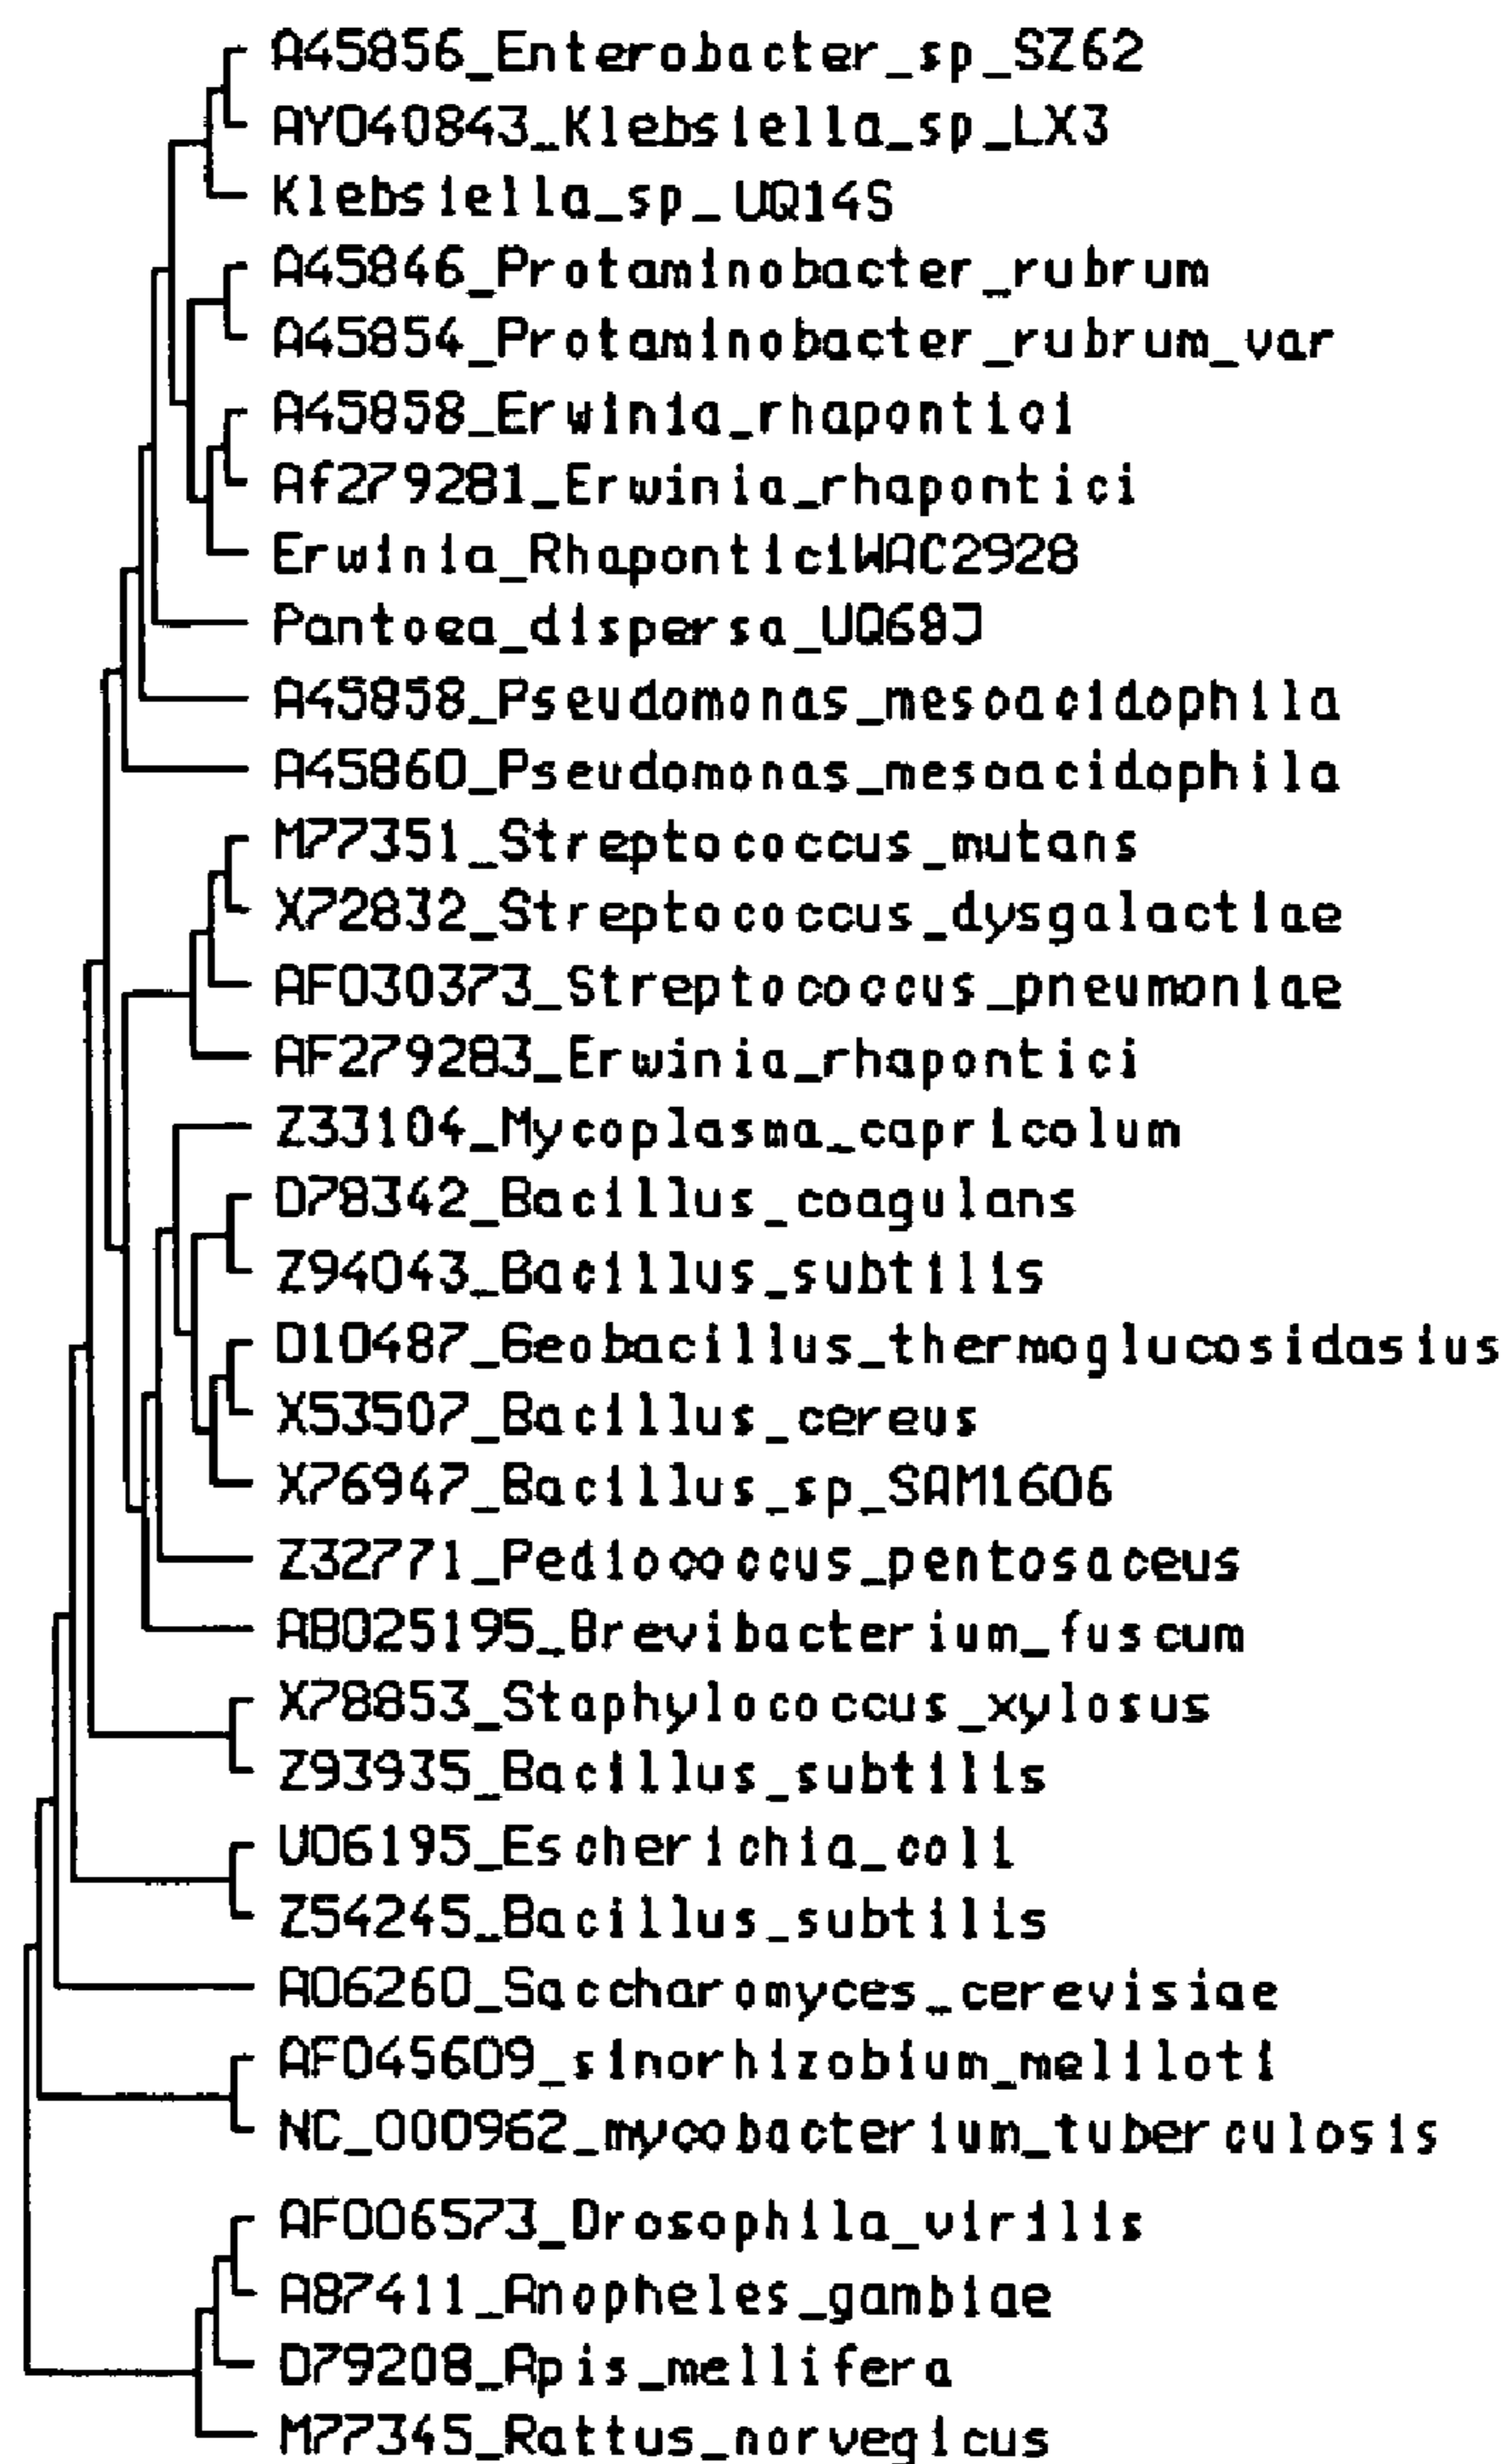 A45856_Enterobacter_sp_SZ62
AY040843_Klebsiella_sp_LX3
Klebsiella_sp_UQ14S
A45846_Protaminobacter_rubrum
A45854_Protaminobacter_rubrum_var
A45858_Erwinia_rhapontici
Af279281_Erwinia_rhapontici
Erwinia_RhaponticiWAC2928
Pantoea_dispersa_UQ68J
A45858_Pseudomonas_mesoacidophila
A45860_Pseudomonas_mesoacidophila
M77351_Streptococcus_mutans
X72832_Streptococcus_dysgalactiae
AF030373_Streptococcus_pneumoniae
AF279283_Erwinia_rhapontici
Z33104_Mycoplasma_capricolum
D78342_Bacillus_coagulans
Z94043_Bacillus_subtilis
D10487_Geobacillus_thermoglucosidasius
X53507_Bacillus_cereus
X76947_Bacillus_sp_SAM1606
Z32771_Pediococcus_pentosaceus
AB025195_Brevibacterium_fuscum
X78853_Staphylococcus_xylosus
Z93935_Bacillus_subtilis
U06195_Escherichia_coli
Z54245_Bacillus_subtilis
A06260_Saccharomyces_cerevisiae
AF045609_sinorhizobium_meliloti
NC_000962_mycobacterium_tuberculosis
AF006573_Drosophila_virilis
A87411_Anopheles_gambiae
D79208_Apis_mellifera
M77345_Rattus_norvegicus